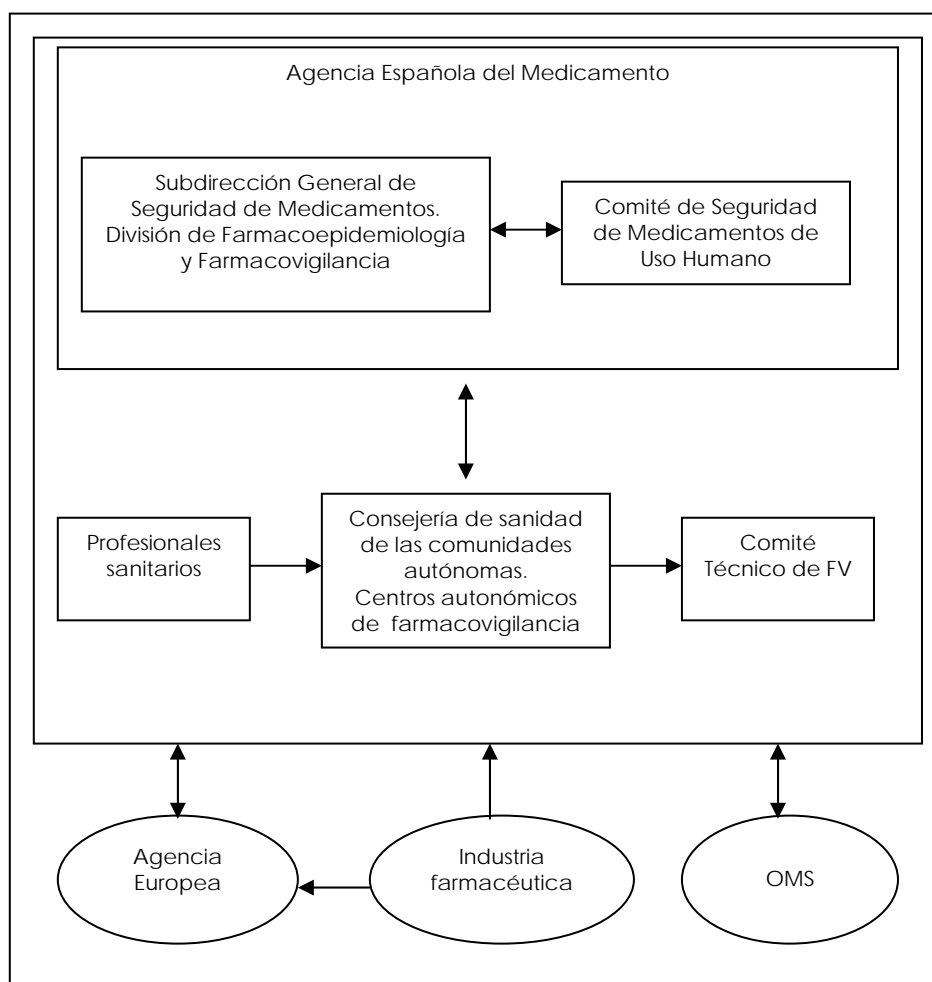 Agencia Española del Medicamento
Subdirección General de
Seguridad de Medicamentos.
División de Farmacoepidemiología
y Farmacovigilancia
Comité de Seguridad
de Medicamentos de
Uso Humano
Profesionales
sanitarios
Consejería de sanidad
de las comunidades
autónomas.
Centros autonómicos
de farmacovigilancia
Comité
Técnico de FV
Agencia
Europea
Industria
farmacéutica
OMS